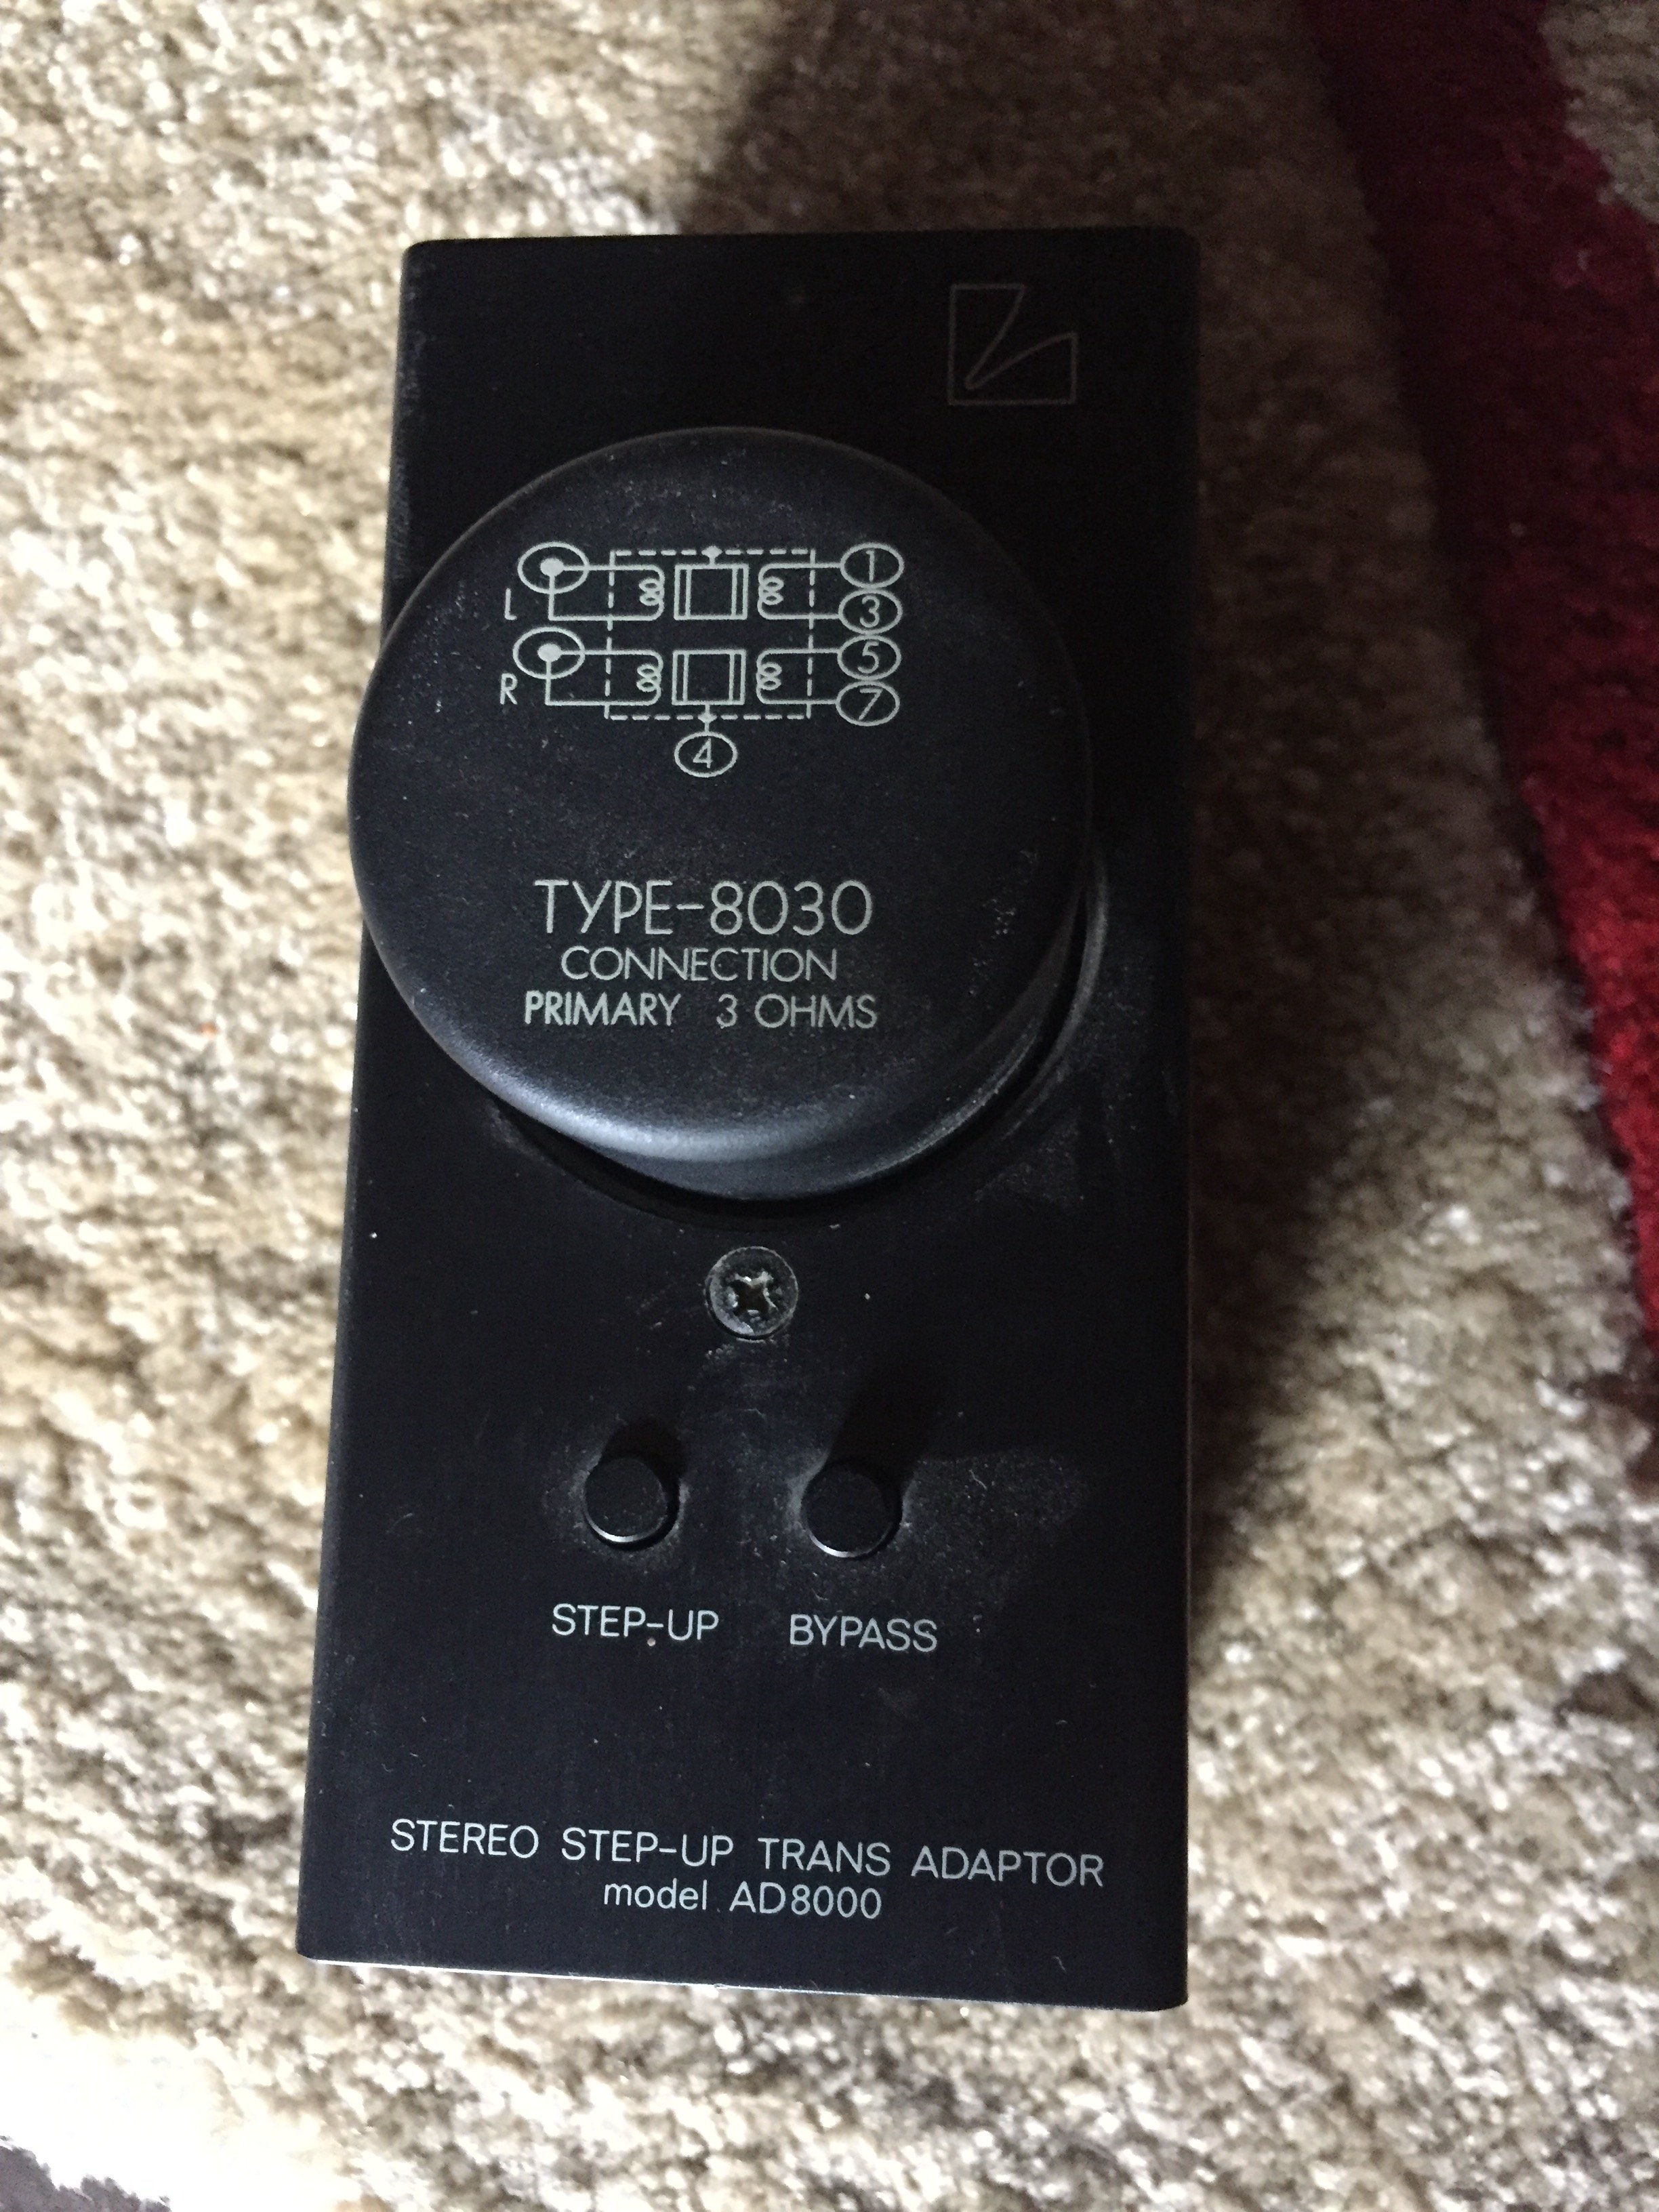 L
1
3
R
5
7
4
TYPE-8030
CONNECTION
PRIMARY 3 OHMS
STEP-UP BYPASS
STEREO STEP-UP TRANS ADAPTOR
model AD8000